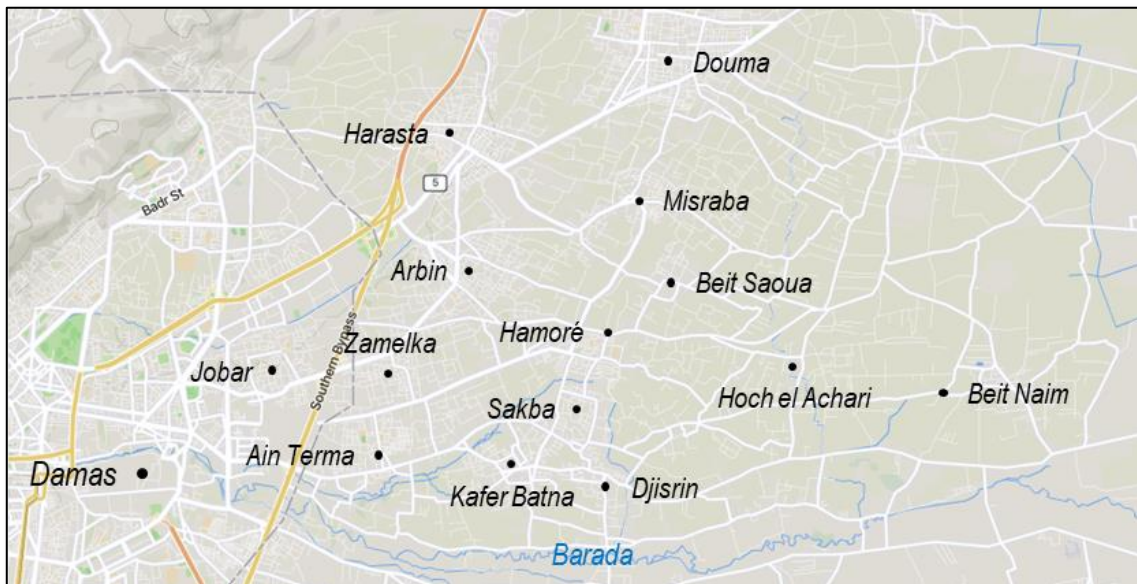 Douma
Harasta
5
Badr St
Misraba
Arbin
Beit Saoua
Hamoré
Zamelka
Southern Bypass
Jobar
Hoch el Achari
Beit Naim
Sakba
Ain Terma
Damas
Kafer Batna
Djisrin
Barada